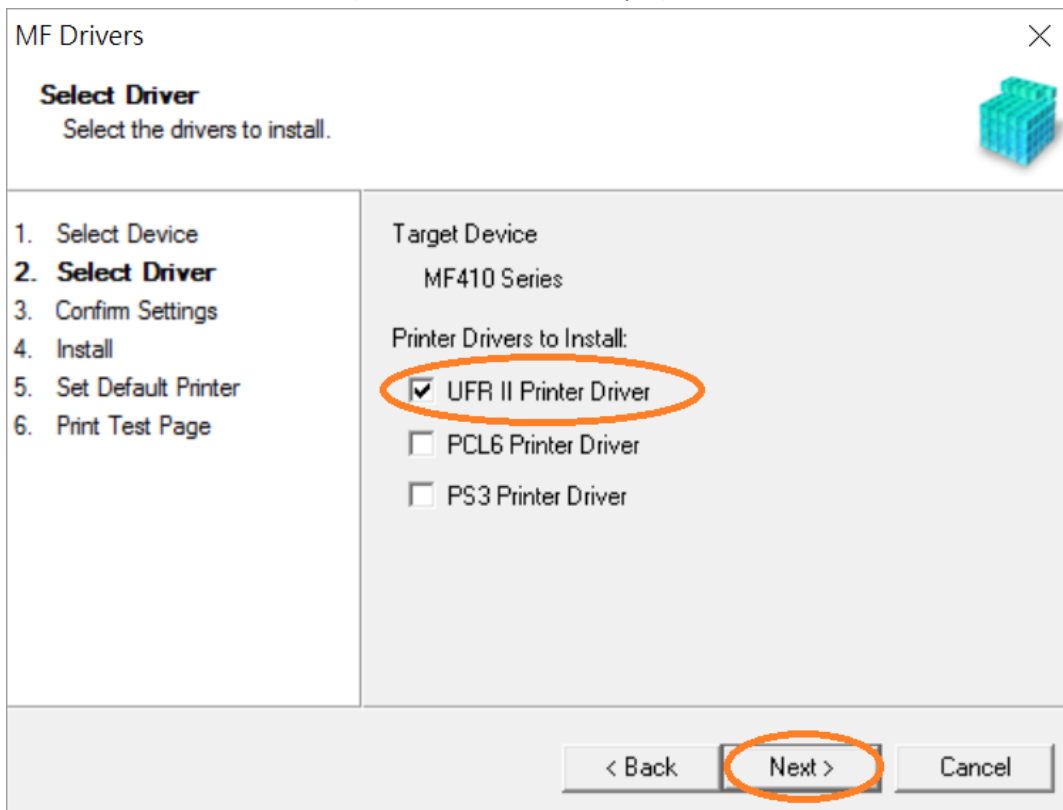 MF Drivers
Select Driver
Select the drivers to install.
1. Select Device
2. Select Driver
3. Confirm Settings
4. Install
5. Set Default Printer
6. Print Test Page
Target Device
MF410 Series
Printer Drivers to Install:
UFR II Printer Driver
PCL6 Printer Driver
PS3 Printer Driver
< Back
Next >
Cancel